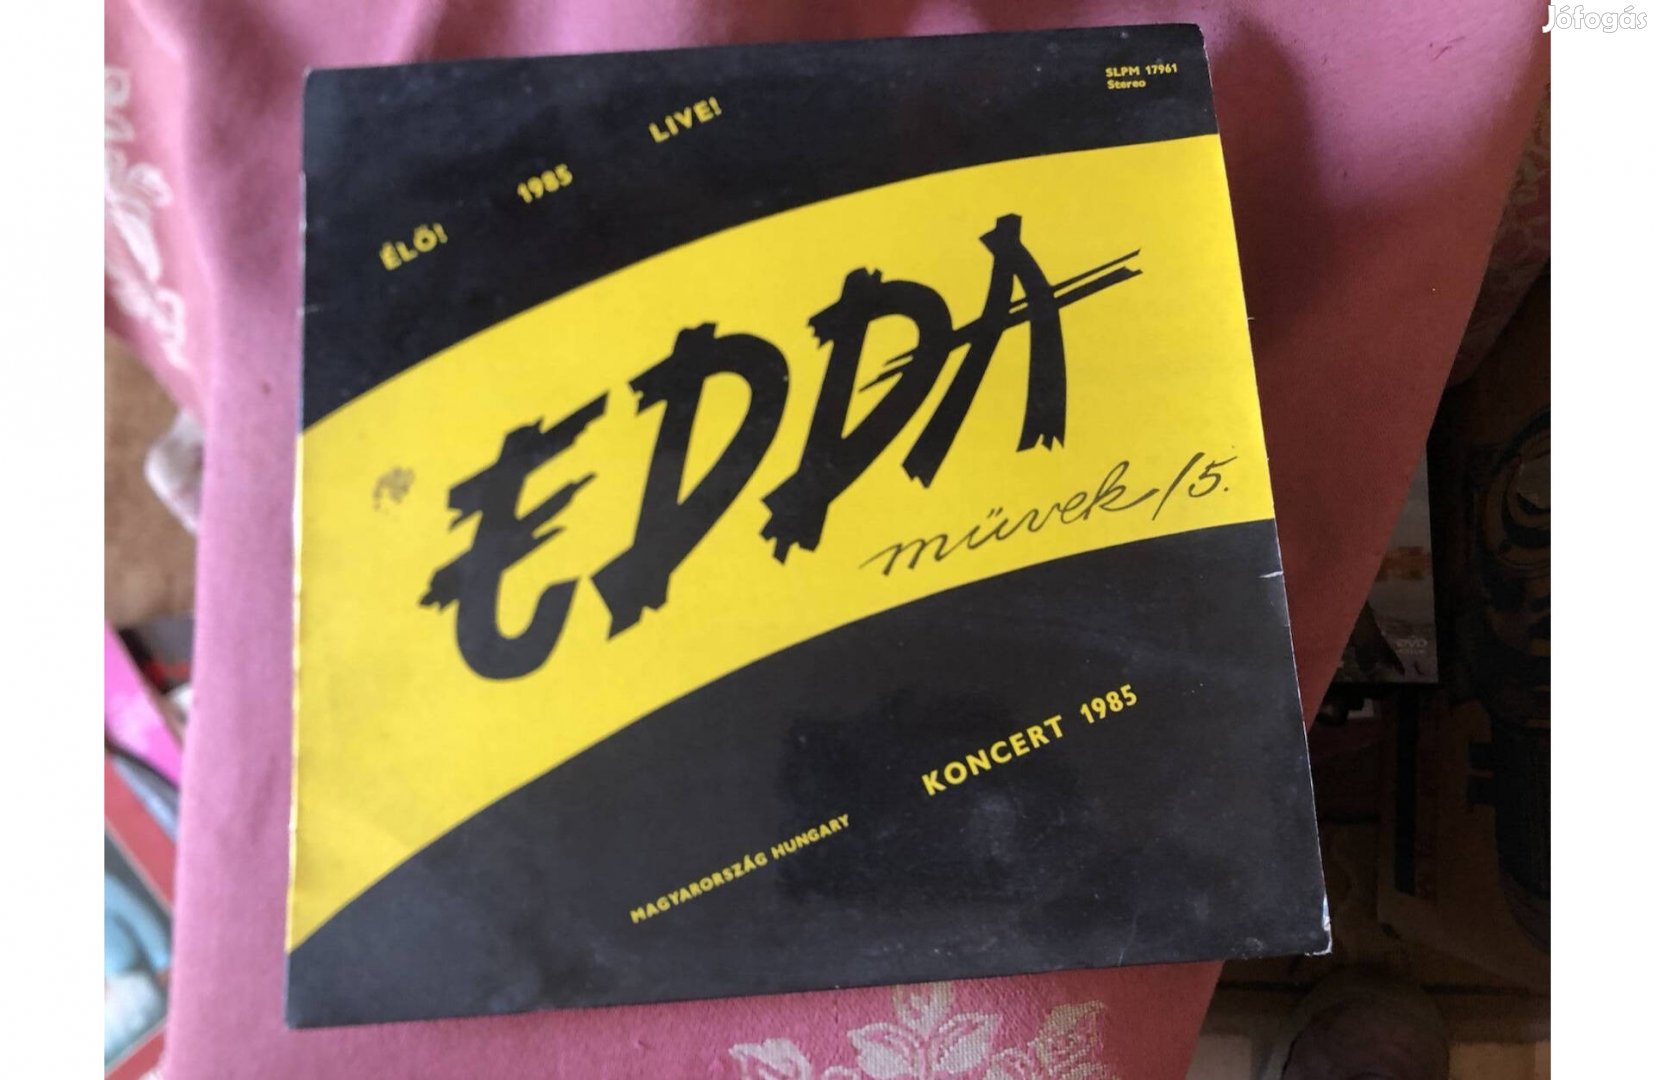 Jófogás
SLPM 17961
Stereo
ÉLŐ! 1985 LIVE!
EDDA
művek/5.
KONCERT 1985
MAGYARORSZÁG HUNGARY